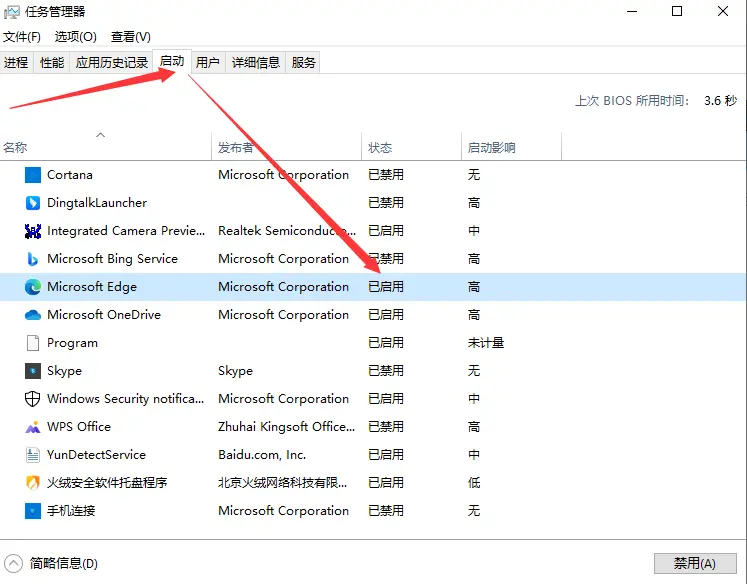 任务管理器
文件(F) 选项(O) 查看(V)
进程 性能 应用历史记录 启动 用户 详细信息 服务
上次 BIOS 所用时间: 3.6 秒
名称 发布者 状态 启动影响
Cortana Microsoft Corporation 已禁用 无
DingtalkLauncher 已禁用 高
Integrated Camera Previe... Realtek Semiconducto... 已启用 中
Microsoft Bing Service Microsoft Corporation 已禁用 高
Microsoft Edge Microsoft Corporation 已启用 高
Microsoft OneDrive Microsoft Corporation 已启用 高
Program 已启用 未计量
Skype Skype 已禁用 无
Windows Security notifica... Microsoft Corporation 已启用 中
WPS Office Zhuhai Kingsoft Office... 已禁用 高
YunDetectService Baidu.com, Inc. 已启用 中
火绒安全软件托盘程序 北京火绒网络科技有限... 已启用 低
手机连接 Microsoft Corporation 已禁用 无
简略信息(D) 禁用(A)